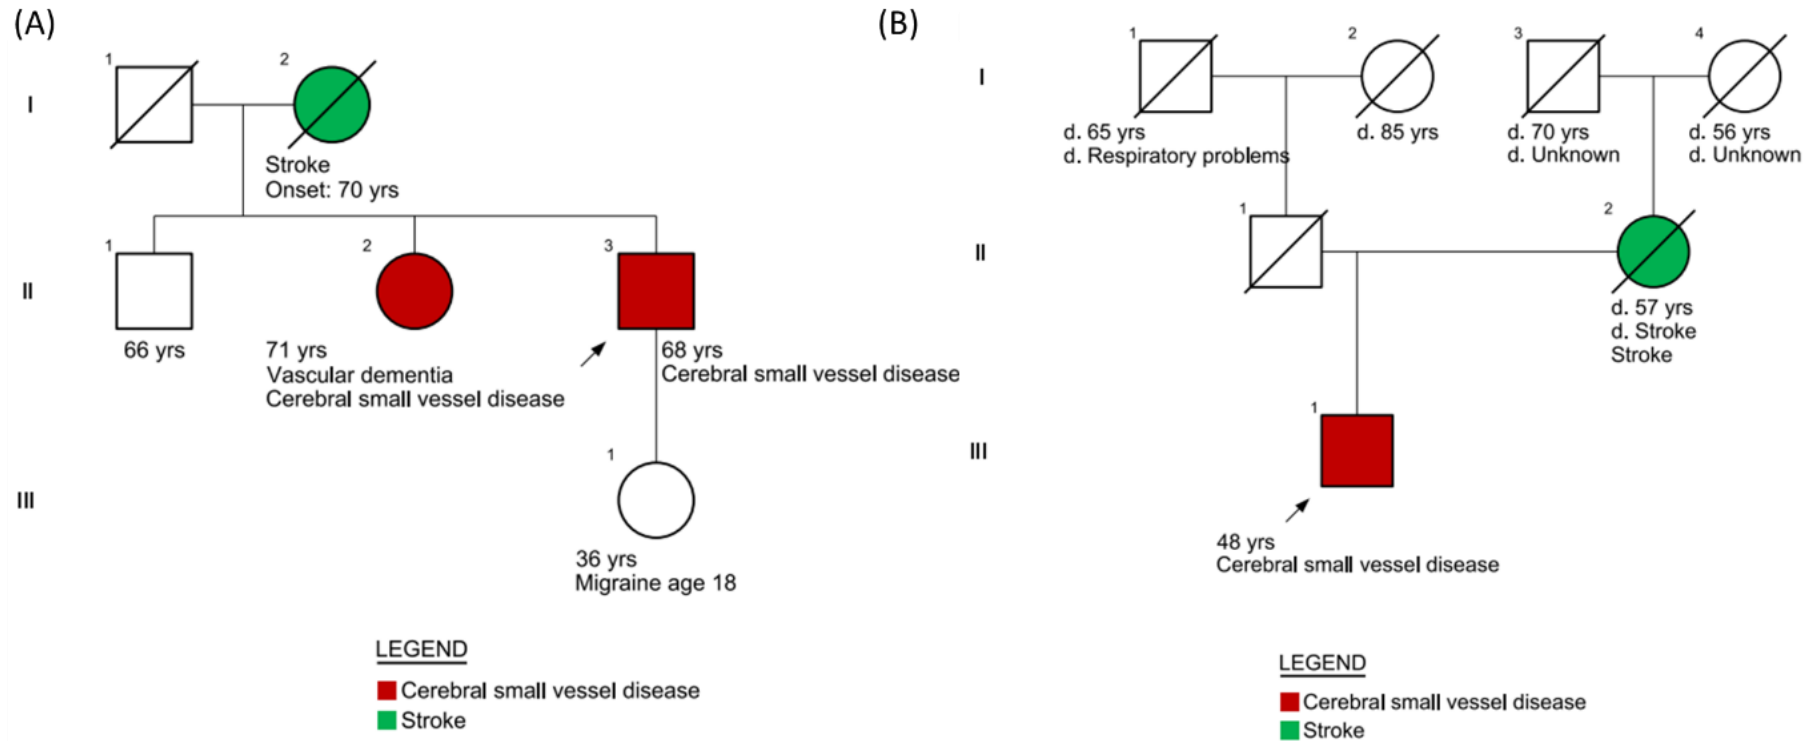 (A)
1
2
I
Stroke
Onset: 70 yrs
1
2
3
II
66 yrs
71 yrs
Vascular dementia
Cerebral small vessel disease
68 yrs
Cerebral small vessel disease
1
III
36 yrs
Migraine age 18
LEGEND
Cerebral small vessel disease
Stroke
(B)
1
2
3
4
I
d. 65 yrs
d. Respiratory problems
d. 85 yrs
d. 70 yrs
d. Unknown
d. 56 yrs
d. Unknown
1
2
II
d. 57 yrs
d. Stroke
Stroke
1
III
48 yrs
Cerebral small vessel disease
LEGEND
Cerebral small vessel disease
Stroke